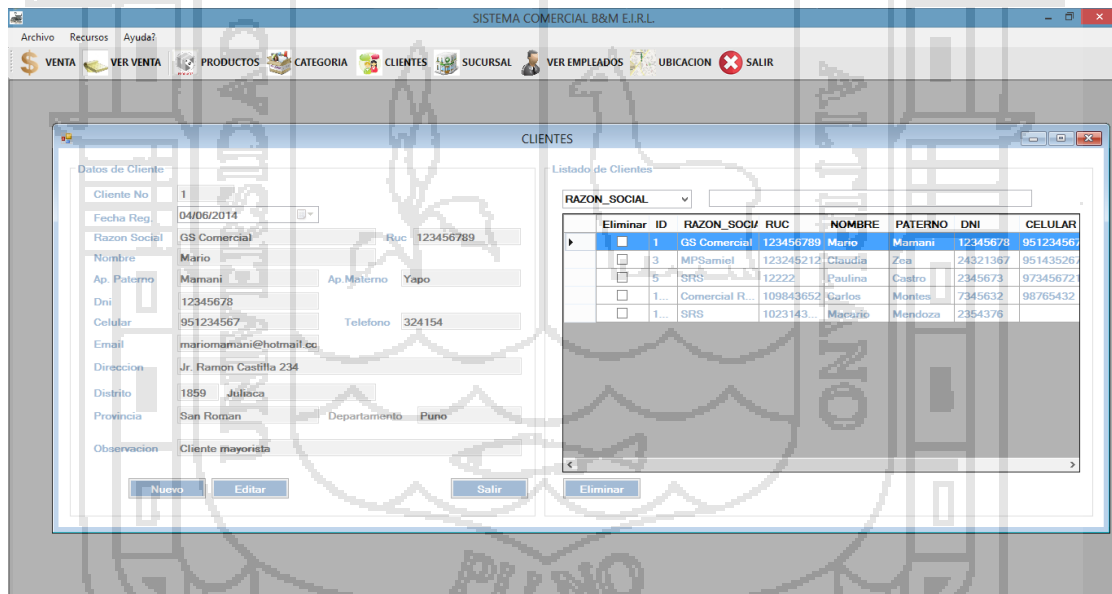 SISTEMA COMERCIAL B&M E.I.R.L.
Archivo Recursos Ayuda?
VENTA VER VENTA PRODUCTOS CATEGORIA CLIENTES SUCURSAL VER EMPLEADOS UBICACION SALIR
CLIENTES
Datos de Cliente
Cliente No 1
Fecha Reg. 04/06/2014
Razon Social GS Comercial Ruc 123456789
Nombre Mario
Ap. Paterno Mamani Ap.Materno Yapo
Dni 12345678
Celular 951234567 Telefono 324154
Email mariomamani@hotmail.cc
Direccion Jr. Ramon Castilla 234
Distrito 1859 Juliaca
Provincia San Roman Departamento Puno
Observacion Cliente mayorista
Nuevo Editar Salir
Listado de Clientes
RAZON_SOCIAL
Eliminar ID RAZON_SOCIA RUC NOMBRE PATERNO DNI CELULAR
1 GS Comercial 123456789 Mario Mamani 12345678 951234567
3 MPSamiel 123245212 Claudia Zea 24321367 951435267
5 SRS 12222 Paulina Castro 2345673 973456721
1... Comercial R... 109843652 Carlos Montes 7345632 98765432
1... SRS 1023143... Macario Mendoza 2354376
Eliminar
UNIVERSIDAD
ALTIPLANO
PUNO